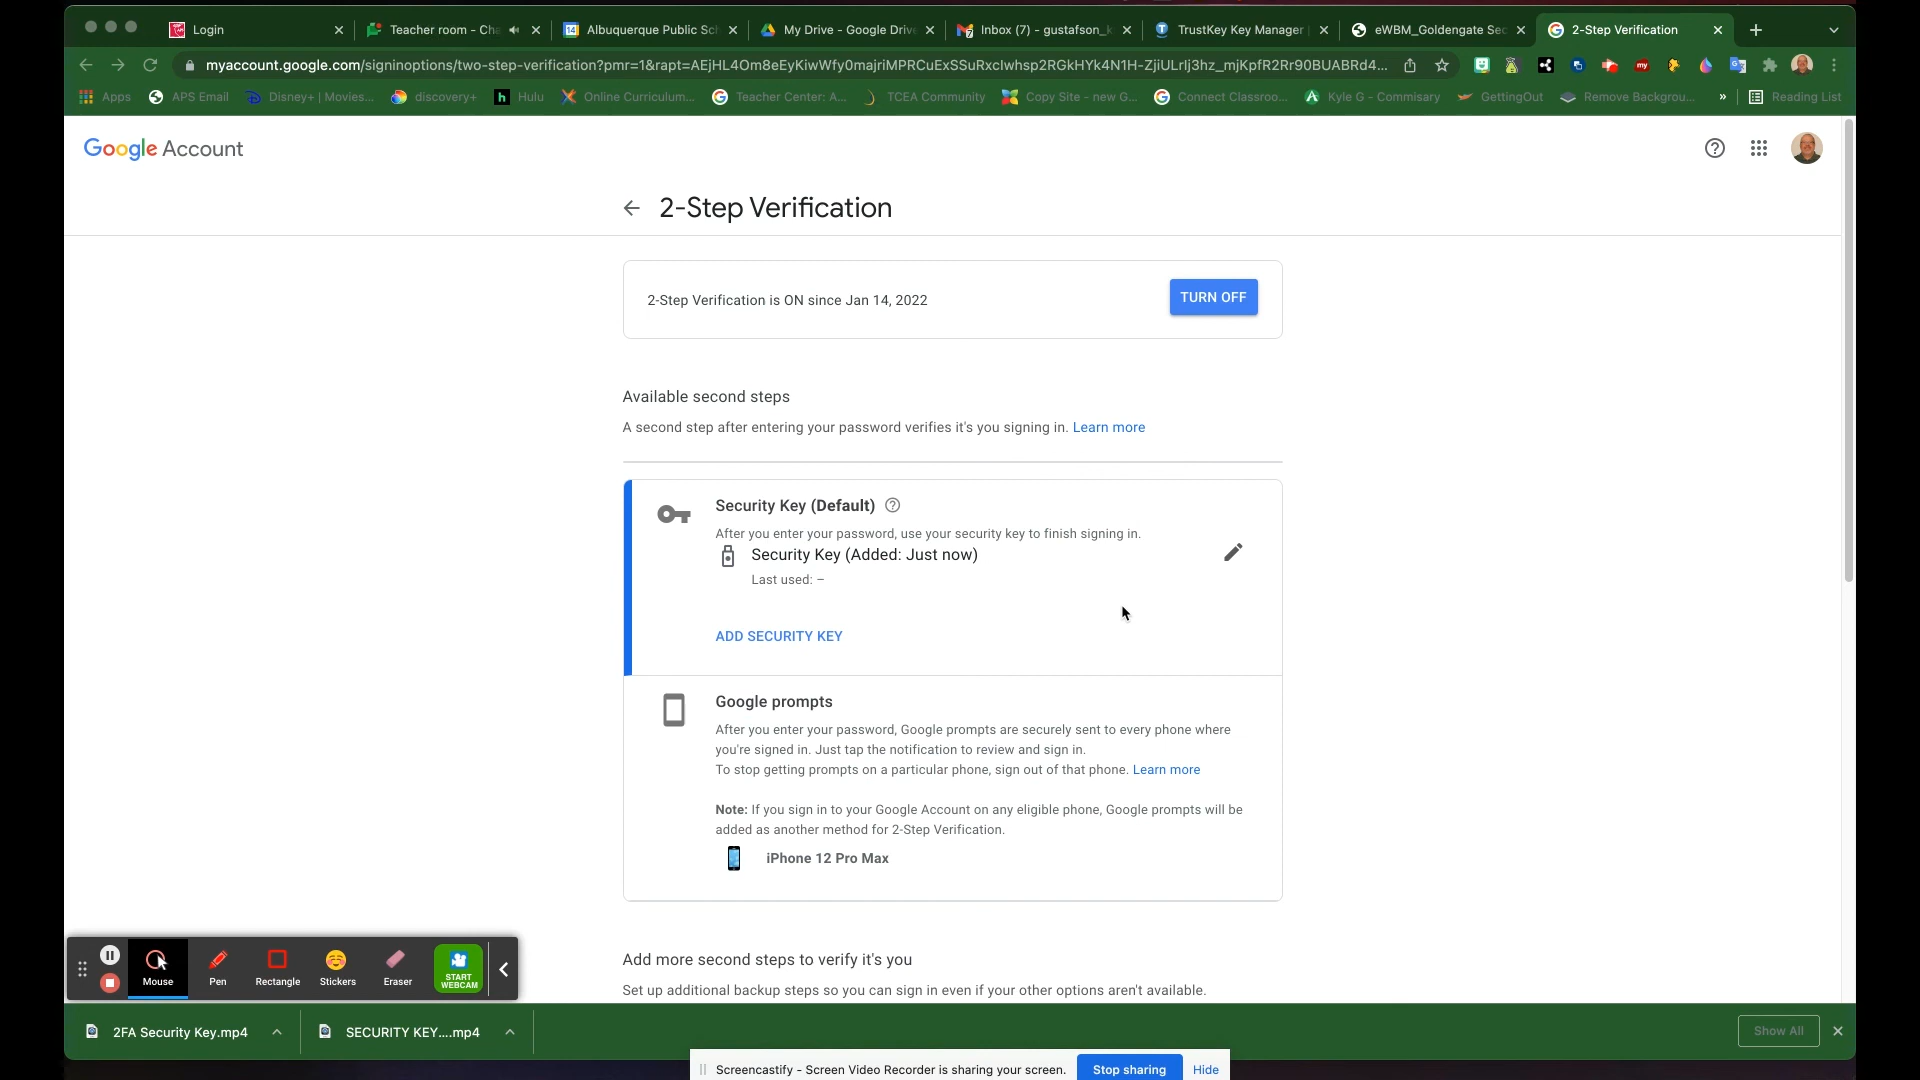 Login
Teacher room - Cha
Albuquerque Public Sch
My Drive - Google Drive
Inbox (7) - gustafson_k
TrustKey Key Manager |
eWBM_Goldengate Sec
2-Step Verification
myaccount.google.com/signinoptions/two-step-verification?pmr=1&rapt=AEjHL4Om8eEyKiwWfy0majriMPRCuExSSuRxclwhsp2RGkHYk4N1H-ZjiULrIj3hz_mjKpfR2Rr90BUABRd4...
Apps
APS Email
Disney+ | Movies...
discovery+
Hulu
Online Curriculum...
Teacher Center: A...
TCEA Community
Copy Site - new G...
Connect Classroo...
Kyle G - Commisary
GettingOut
Remove Backgrou...
»
Reading List
Google Account
2-Step Verification
2-Step Verification is ON since Jan 14, 2022
TURN OFF
Available second steps
A second step after entering your password verifies it's you signing in. Learn more
Security Key (Default)
After you enter your password, use your security key to finish signing in.
Security Key (Added: Just now)
Last used: –
ADD SECURITY KEY
Google prompts
After you enter your password, Google prompts are securely sent to every phone where
you're signed in. Just tap the notification to review and sign in.
To stop getting prompts on a particular phone, sign out of that phone. Learn more
Note: If you sign in to your Google Account on any eligible phone, Google prompts will be
added as another method for 2-Step Verification.
iPhone 12 Pro Max
Add more second steps to verify it's you
Set up additional backup steps so you can sign in even if your other options aren't available.
Mouse
Pen
Rectangle
Stickers
Eraser
START
WEBCAM
2FA Security Key.mp4
SECURITY KEY....mp4
Show All
Screencastify - Screen Video Recorder is sharing your screen.
Stop sharing
Hide